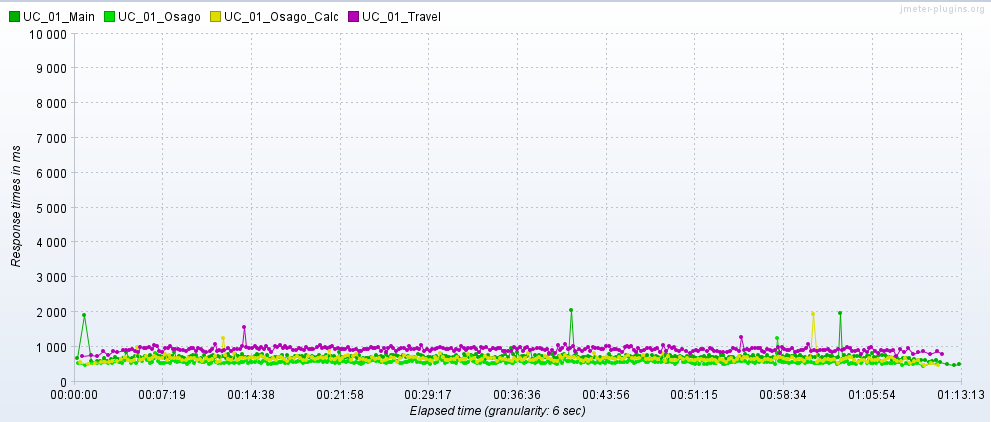 UC_01_Main UC_01_Osago UC_01_Osago_Calc UC_01_Travel
jmeter-plugins.org
10 000
9 000
8 000
7 000
6 000
5 000
4 000
3 000
2 000
1 000
0
Response times in ms
00:00:00 00:07:19 00:14:38 00:21:58 00:29:17 00:36:36 00:43:56 00:51:15 00:58:34 01:05:54 01:13:13
Elapsed time (granularity: 6 sec)